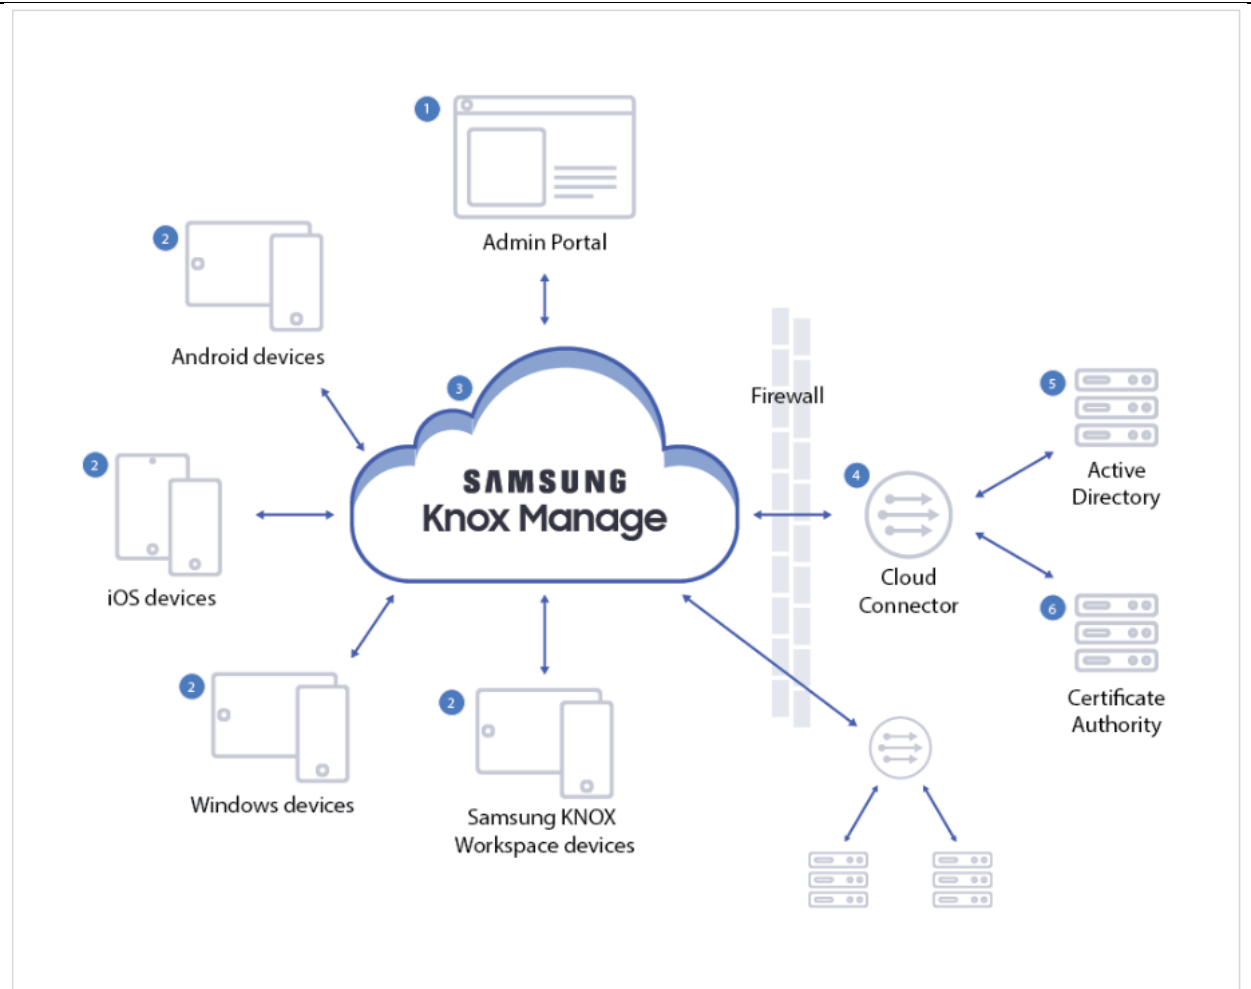 1
Admin Portal
2
Android devices
3
Firewall
5
Active
Directory
2
iOS devices
SAMSUNG
Knox Manage
4
Cloud
Connector
6
Certificate
Authority
2
Windows devices
2
Samsung KNOX
Workspace devices